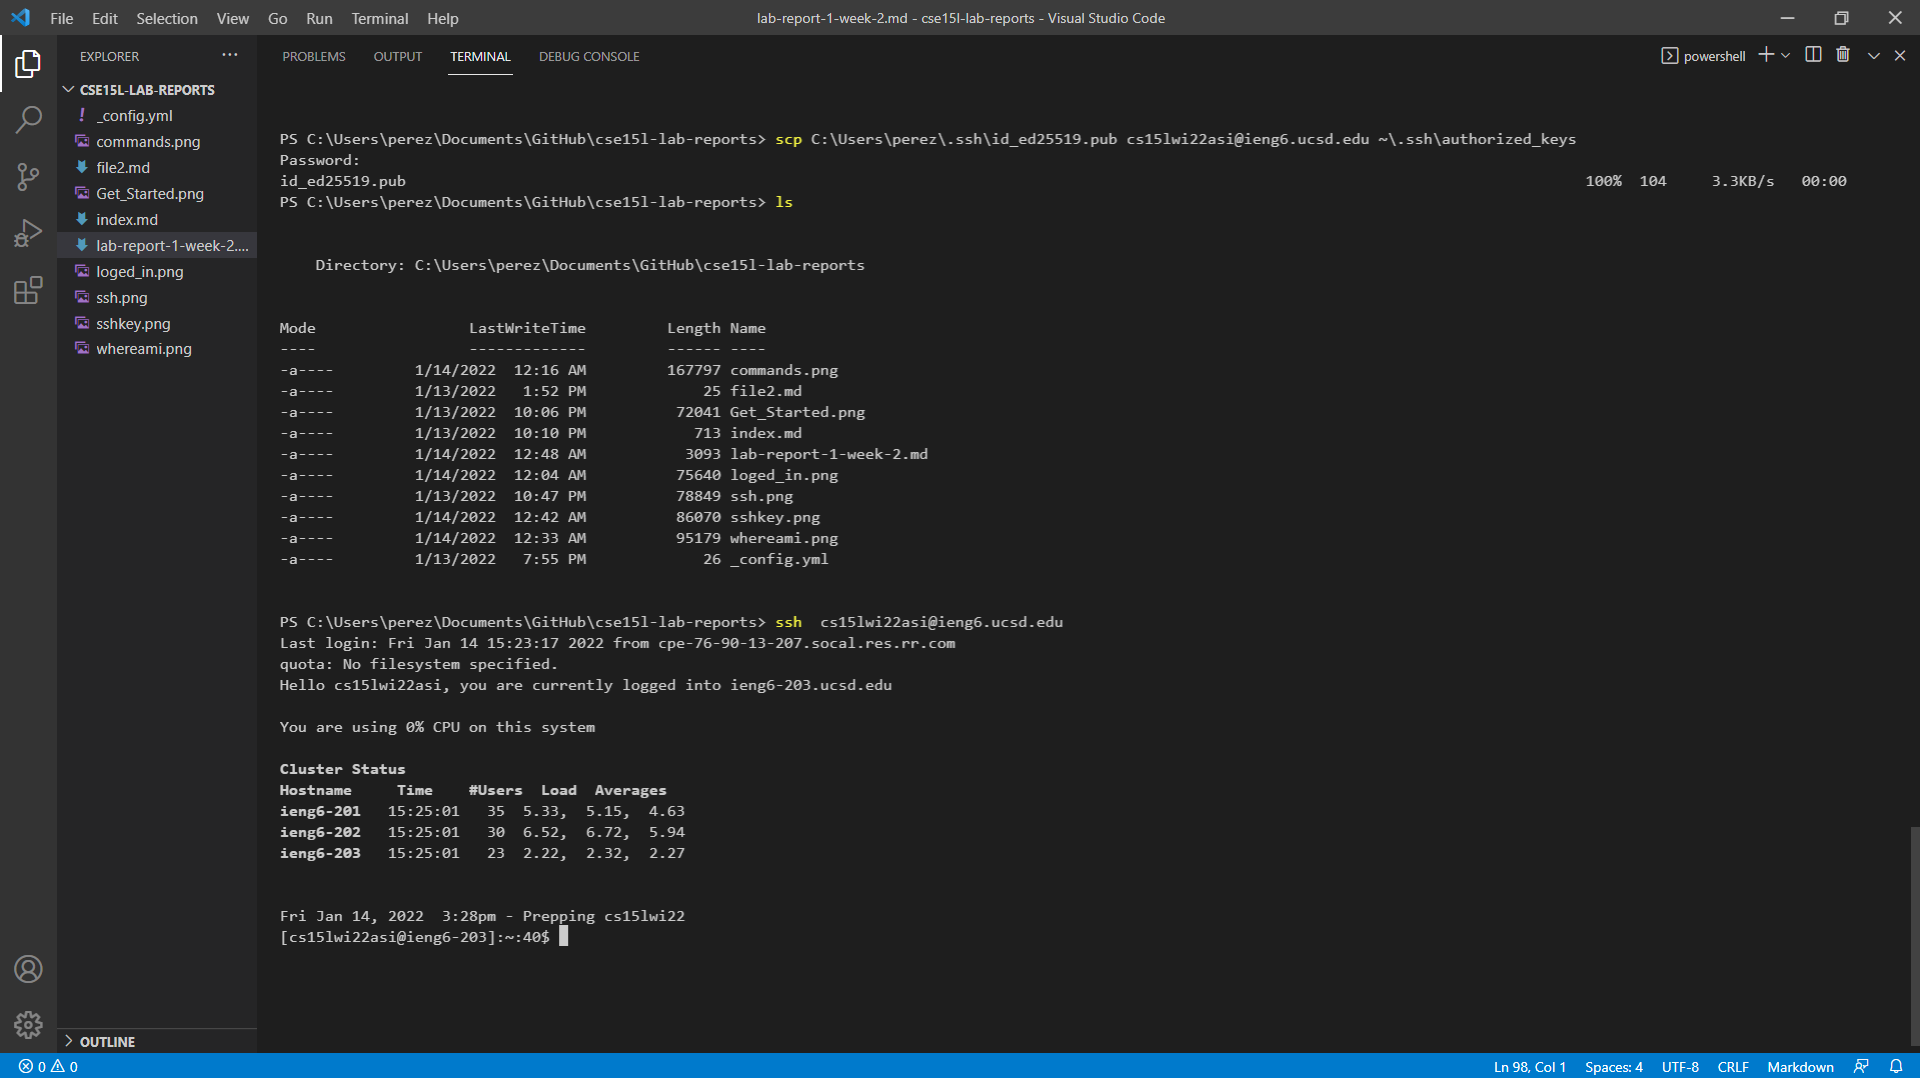 File Edit Selection View Go Run Terminal Help
lab-report-1-week-2.md - cse15l-lab-reports - Visual Studio Code
EXPLORER
CSE15L-LAB-REPORTS
_config.yml
commands.png
file2.md
Get_Started.png
index.md
lab-report-1-week-2....
loged_in.png
ssh.png
sshkey.png
whereami.png
OUTLINE
PROBLEMS OUTPUT TERMINAL DEBUG CONSOLE
powershell
PS C:\Users\perez\Documents\GitHub\cse15l-lab-reports> scp C:\Users\perez\.ssh\id_ed25519.pub cs15lwi22asi@ieng6.ucsd.edu ~\.ssh\authorized_keys
Password:
id_ed25519.pub 100% 104 3.3KB/s 00:00
PS C:\Users\perez\Documents\GitHub\cse15l-lab-reports> ls
Directory: C:\Users\perez\Documents\GitHub\cse15l-lab-reports
Mode LastWriteTime Length Name
---- ------------- ------ ----
-a---- 1/14/2022 12:16 AM 167797 commands.png
-a---- 1/13/2022 1:52 PM 25 file2.md
-a---- 1/13/2022 10:06 PM 72041 Get_Started.png
-a---- 1/13/2022 10:10 PM 713 index.md
-a---- 1/14/2022 12:48 AM 3093 lab-report-1-week-2.md
-a---- 1/14/2022 12:04 AM 75640 loged_in.png
-a---- 1/13/2022 10:47 PM 78849 ssh.png
-a---- 1/14/2022 12:42 AM 86070 sshkey.png
-a---- 1/14/2022 12:33 AM 95179 whereami.png
-a---- 1/13/2022 7:55 PM 26 _config.yml
PS C:\Users\perez\Documents\GitHub\cse15l-lab-reports> ssh cs15lwi22asi@ieng6.ucsd.edu
Last login: Fri Jan 14 15:23:17 2022 from cpe-76-90-13-207.socal.res.rr.com
quota: No filesystem specified.
Hello cs15lwi22asi, you are currently logged into ieng6-203.ucsd.edu
You are using 0% CPU on this system
Cluster Status
Hostname Time #Users Load Averages
ieng6-201 15:25:01 35 5.33, 5.15, 4.63
ieng6-202 15:25:01 30 6.52, 6.72, 5.94
ieng6-203 15:25:01 23 2.22, 2.32, 2.27
Fri Jan 14, 2022 3:28pm - Prepping cs15lwi22
[cs15lwi22asi@ieng6-203]:~:40$
0 0
Ln 98, Col 1 Spaces: 4 UTF-8 CRLF Markdown